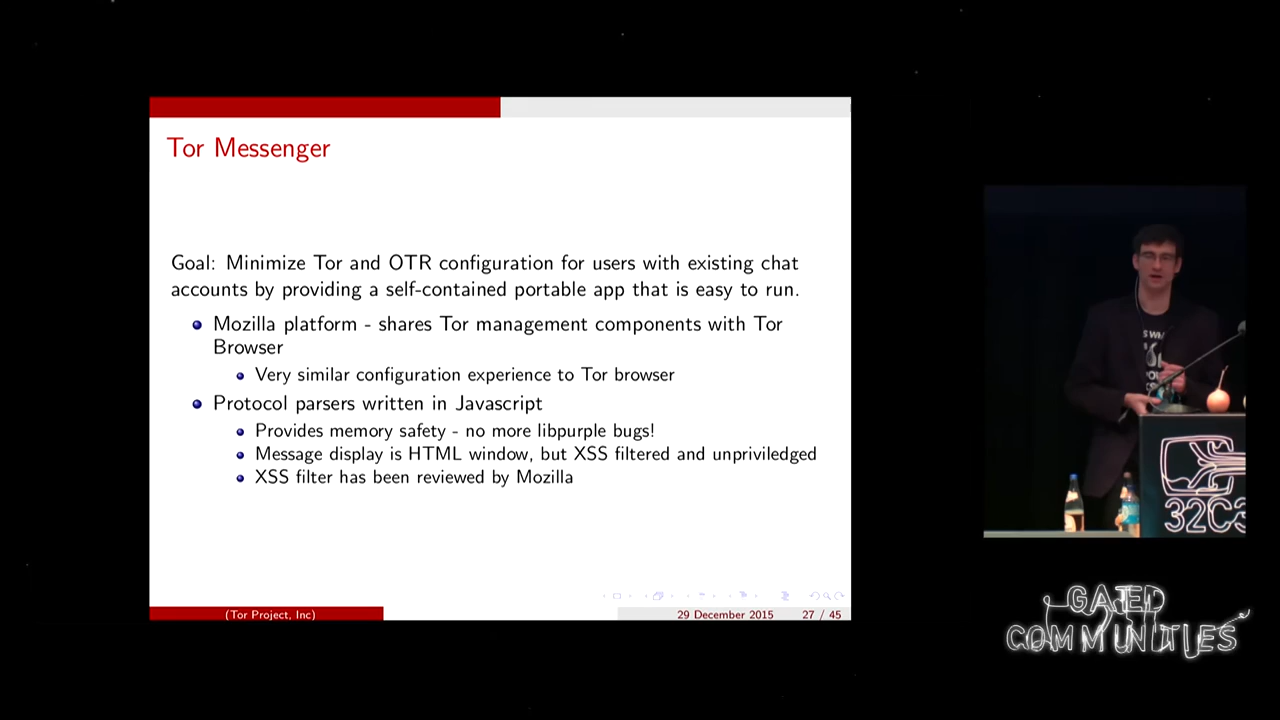 Tor Messenger
Goal: Minimize Tor and OTR configuration for users with existing chat
accounts by providing a self-contained portable app that is easy to run.
Mozilla platform - shares Tor management components with Tor
Browser
Very similar configuration experience to Tor browser
Protocol parsers written in Javascript
Provides memory safety - no more libpurple bugs!
Message display is HTML window, but XSS filtered and unpriviledged
XSS filter has been reviewed by Mozilla
(Tor Project, Inc)
29 December 2015
27 / 45
32C3
GATED
COMMUNITIES